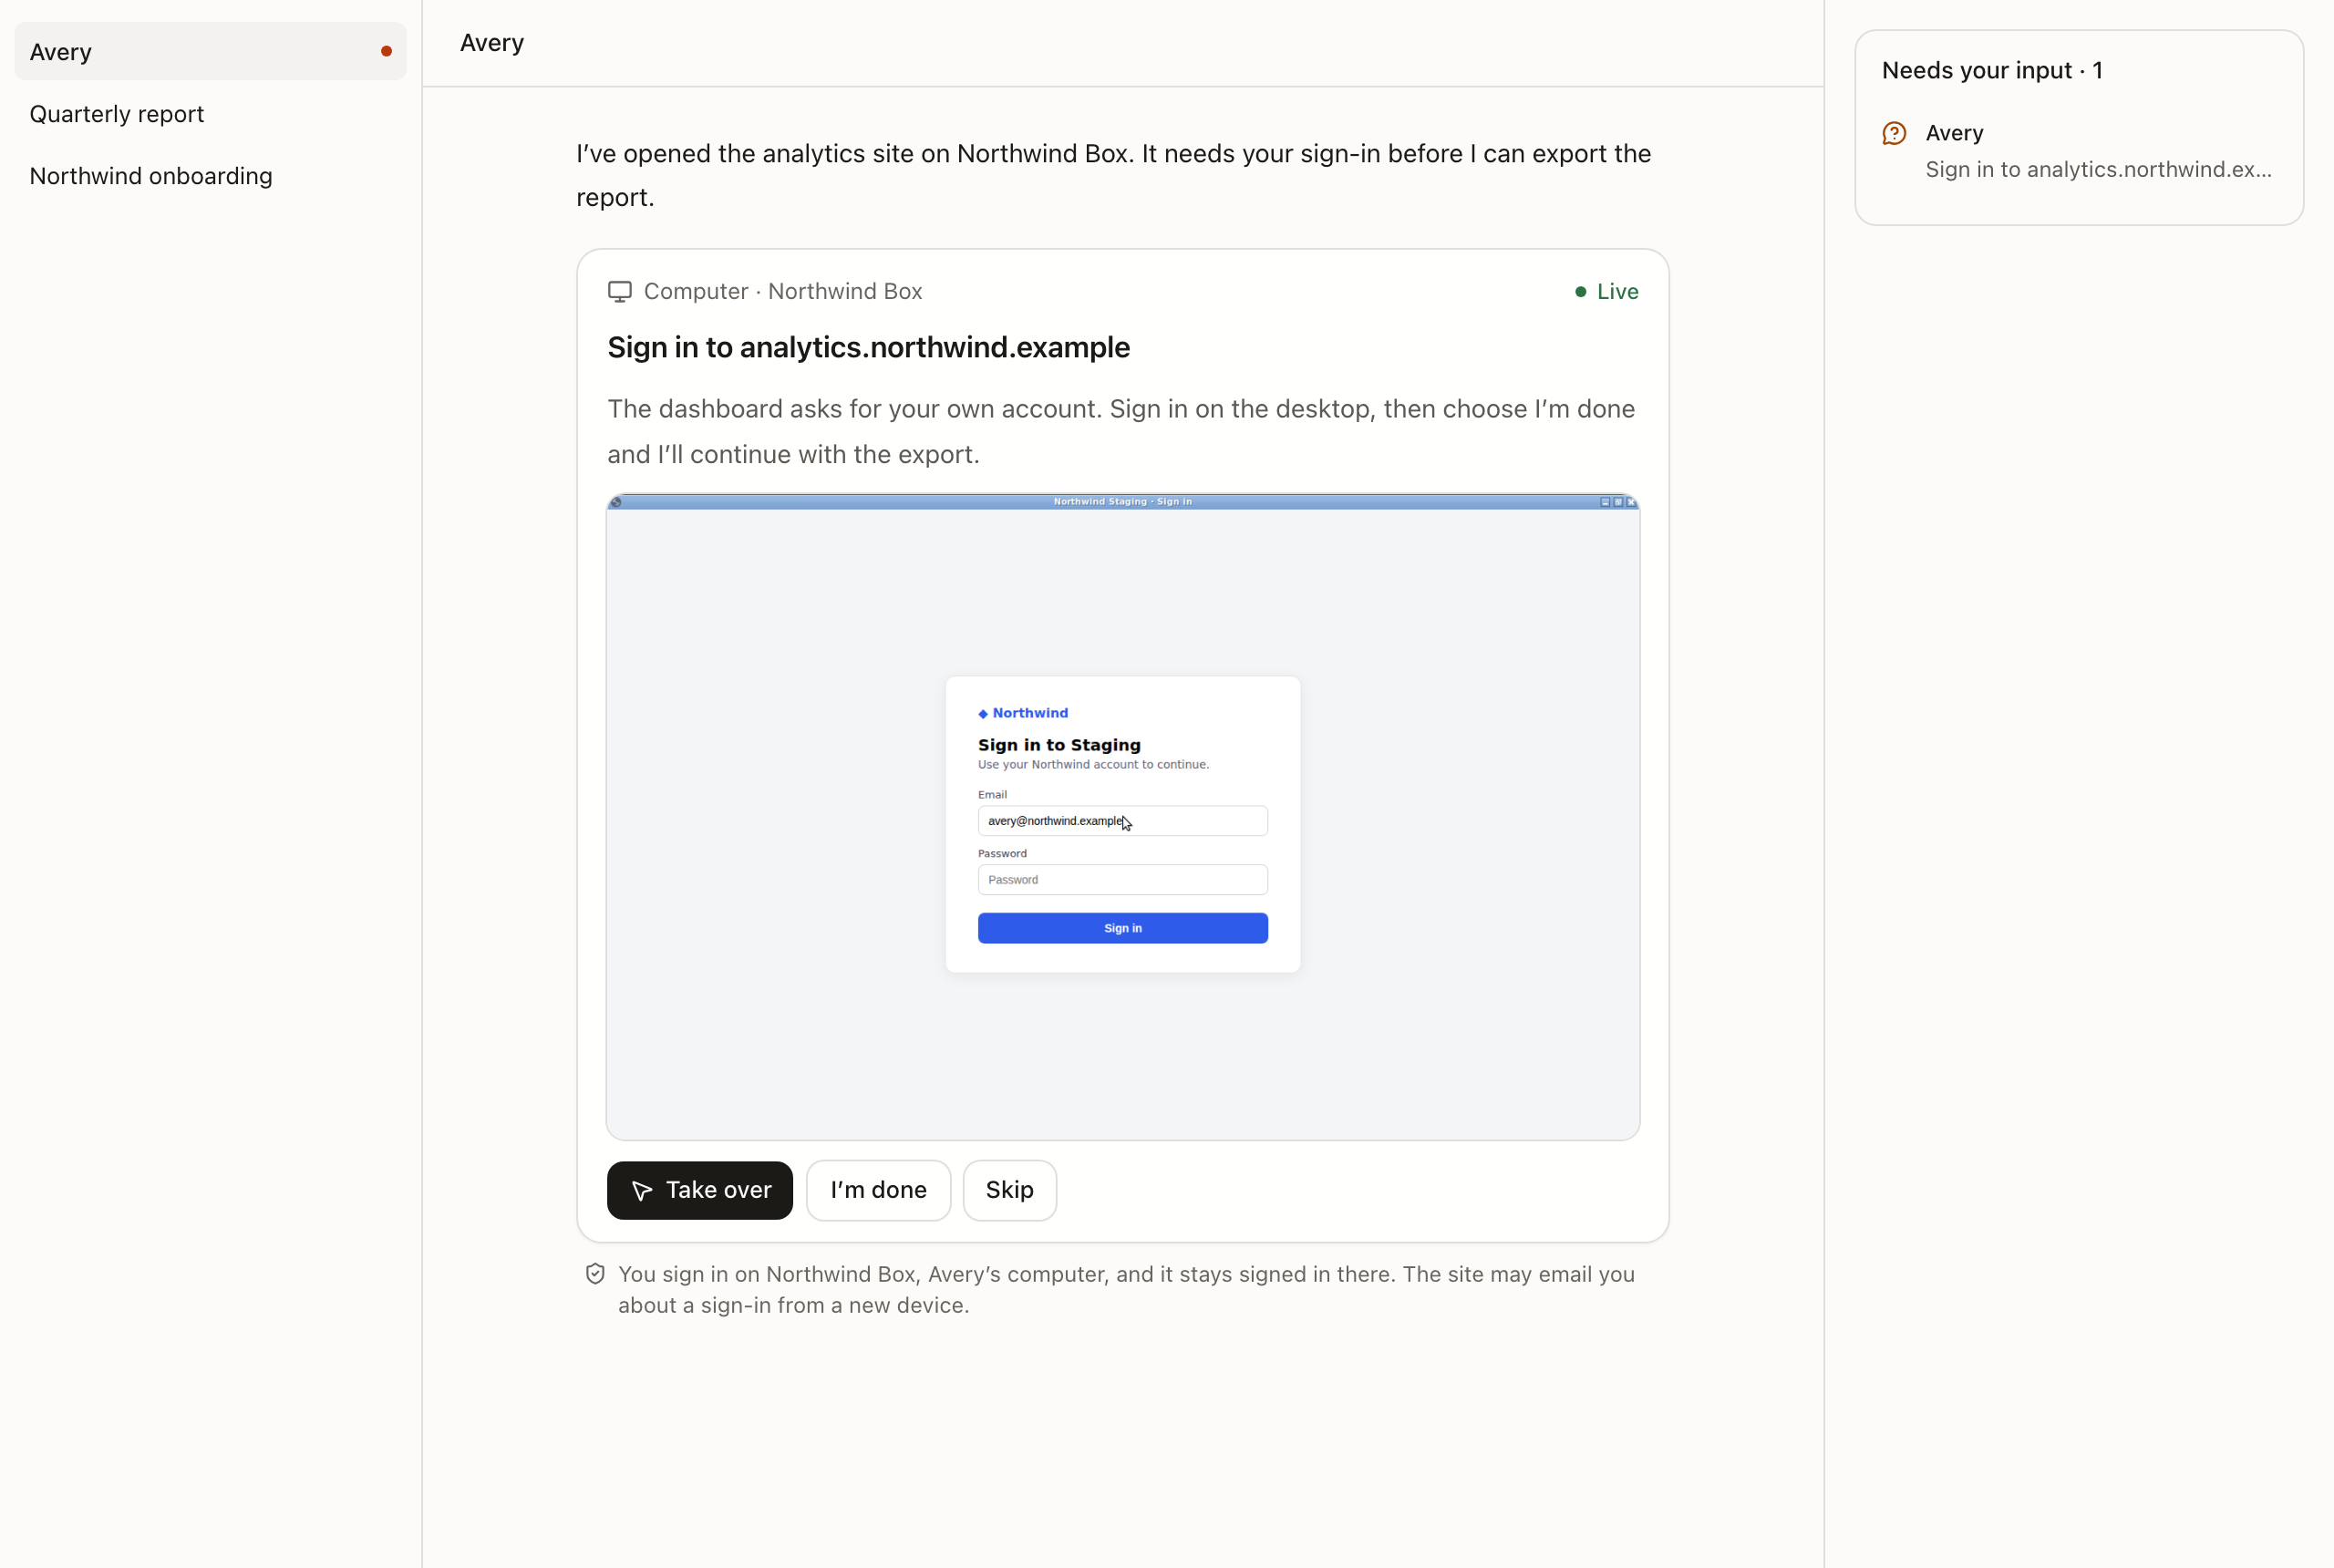 Avery
Quarterly report
Northwind onboarding
Avery
I’ve opened the analytics site on Northwind Box. It needs your sign-in before I can export the
report.
Computer · Northwind Box
Live
Sign in to analytics.northwind.example
The dashboard asks for your own account. Sign in on the desktop, then choose I’m done
and I’ll continue with the export.
Northwind Staging - Sign in
◆ Northwind
Sign in to Staging
Use your Northwind account to continue.
Email
avery@northwind.example
Password
Password
Sign in
Take over
I’m done
Skip
You sign in on Northwind Box, Avery’s computer, and it stays signed in there. The site may email you
about a sign-in from a new device.
Needs your input · 1
Avery
Sign in to analytics.northwind.ex...